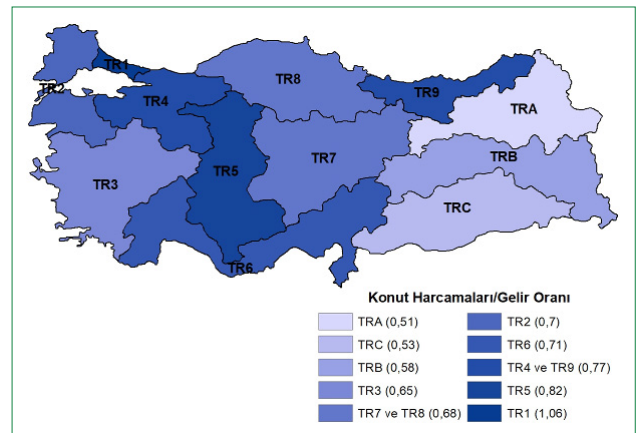 TR1
TR2
TR4
TR8
TR9
TRA
TR3
TR5
TR7
TRB
TRC
TR6
Konut Harcamaları/Gelir Oranı
TRA (0,51)
TRC (0,53)
TRB (0,58)
TR3 (0,65)
TR7 ve TR8 (0,68)
TR2 (0,7)
TR6 (0,71)
TR4 ve TR9 (0,77)
TR5 (0,82)
TR1 (1,06)